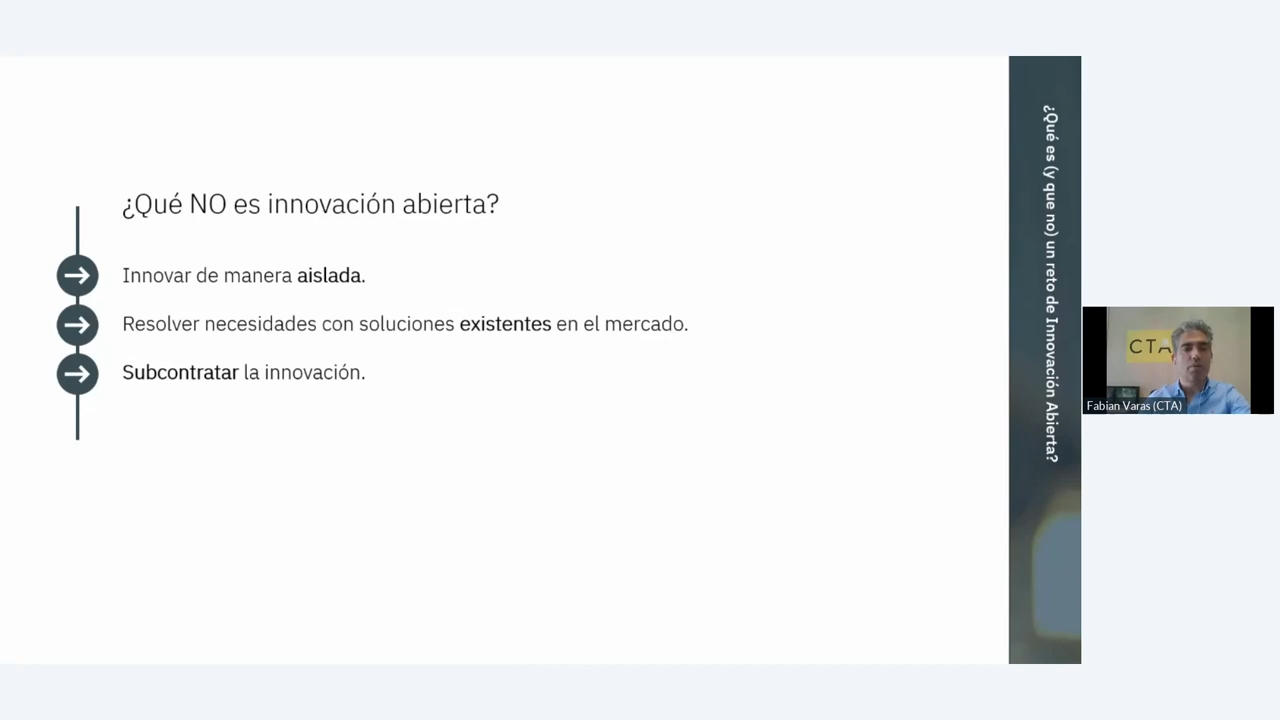 ¿Qué NO es innovación abierta?
Innovar de manera aislada.
Resolver necesidades con soluciones existentes en el mercado.
Subcontratar la innovación.
¿Qué es (y que no) un reto de Innovación Abierta?
CTA
Fabian Varas (CTA)